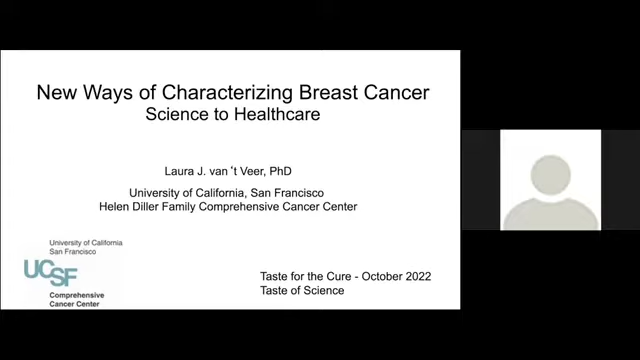 New Ways of Characterizing Breast Cancer
Science to Healthcare
Laura J. van ‘t Veer, PhD
University of California, San Francisco
Helen Diller Family Comprehensive Cancer Center
University of California
San Francisco
UCSF
Comprehensive
Cancer Center
Taste for the Cure - October 2022
Taste of Science